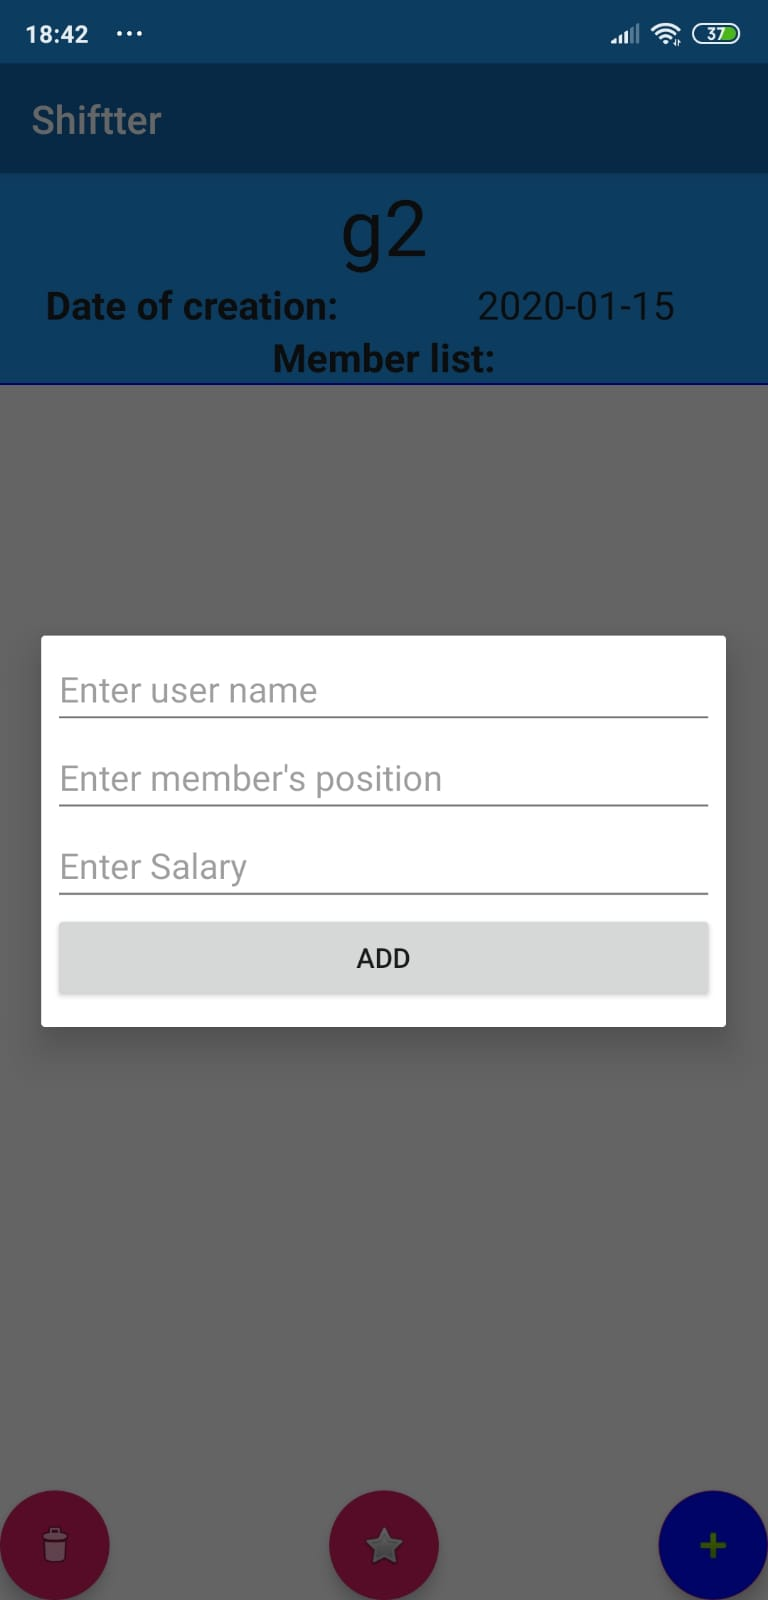 18:42 ...
37
Shiftter
g2
Date of creation: 2020-01-15
Member list:
Enter user name
Enter member's position
Enter Salary
ADD